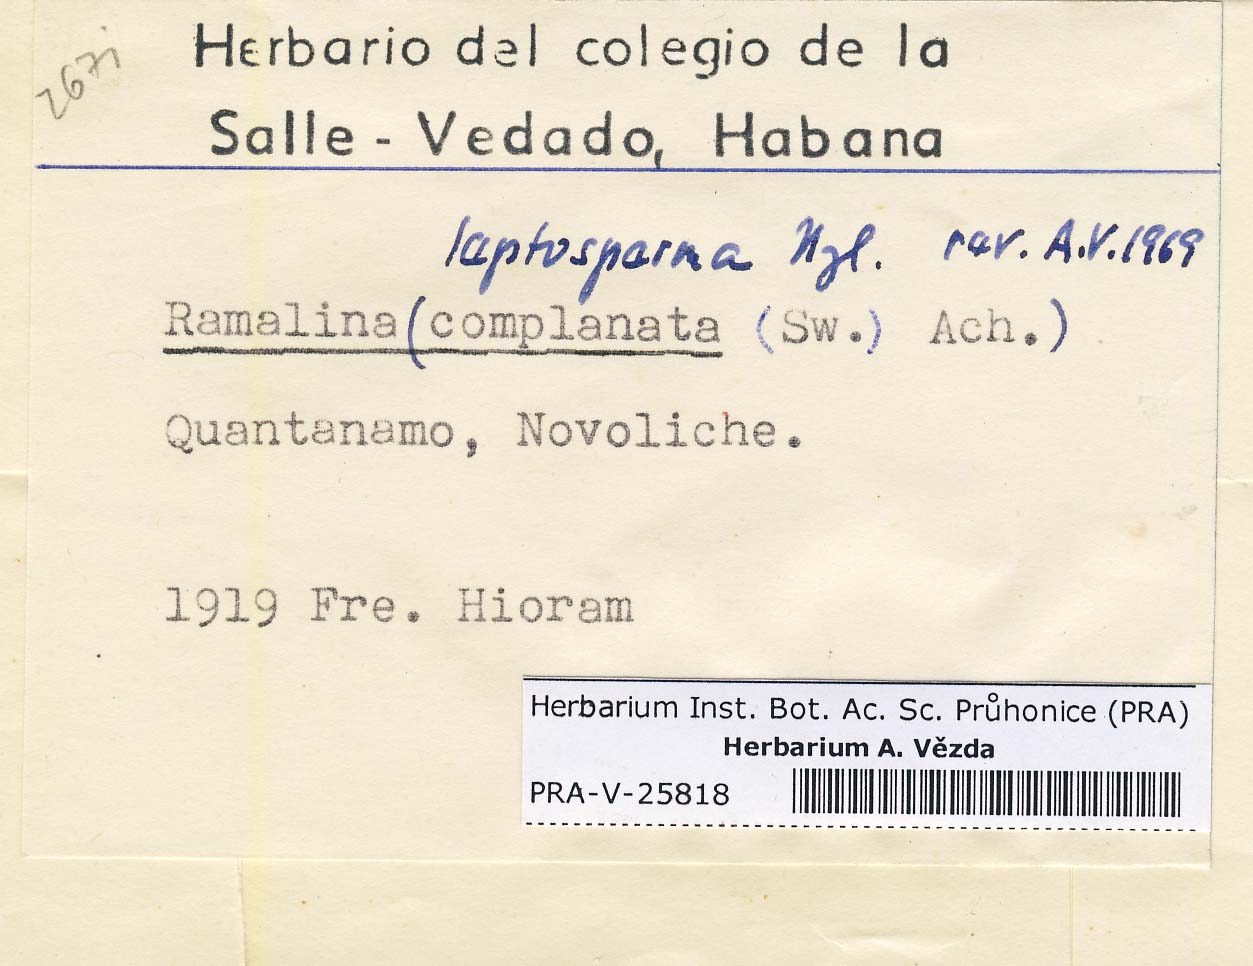 Herbario del colegio de la
Salle - Vedado, Habana
leptosperma Nyl. rev. A.V. 1969
Ramalina (complanata (Sw.) Ach.)
Quantanamo, Novoliche.
1919 Fre. Hioram
Herbarium Inst. Bot. Ac. Sc. Průhonice (PRA)
Herbarium A. Vězda
PRA-V-25818